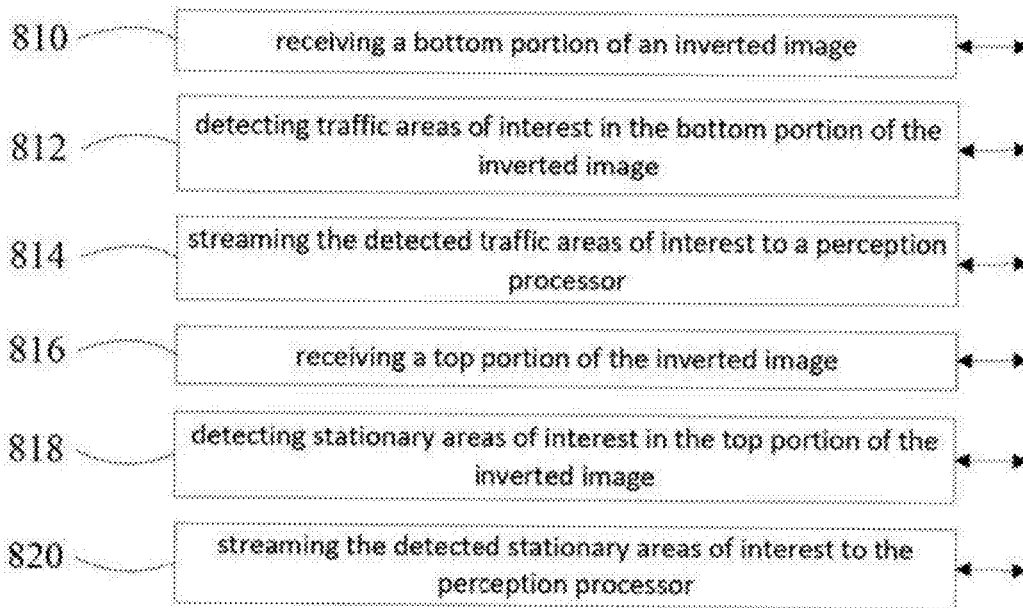 810 receiving a bottom portion of an inverted image
812 detecting traffic areas of interest in the bottom portion of the
inverted image
814 streaming the detected traffic areas of interest to a perception
processor
816 receiving a top portion of the inverted image
818 detecting stationary areas of interest in the top portion of the
inverted image
820 streaming the detected stationary areas of interest to the
perception processor